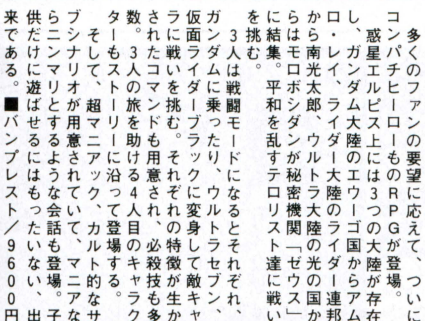 多くのファンの要望に応えて、ついに
コンパチヒーローものRPGが登場。
惑星エルピス上には3つの大陸が存在
し、ガンダム大陸のエウーゴ国からアム
ロ・レイ、ライダー大陸のライダー連邦
から南光太郎、ウルトラ大陸の光の国か
らはモロボシダンが秘密機関「ゼウス」
に結集。平和を乱すテロリスト達に戦い
を挑む。
3人は戦闘モードになるとそれぞれ、
ガンダムに乗ったり、ウルトラセブン、
仮面ライダーブラックに変身して敵キャ
ラに戦いを挑む。それぞれの特徴が生か
されたコマンドも用意され、必殺技も多
数。3人の旅を助ける4人目のキャラク
ターもストーリーに沿って登場する。
そして、超マニアック、カルト的なサ
ブシナリオが用意されていて、マニアな
らニンマリとするような会話も登場。子
供だけに遊ばせるにはもったいない、出
来である。■バンプレスト/9600円